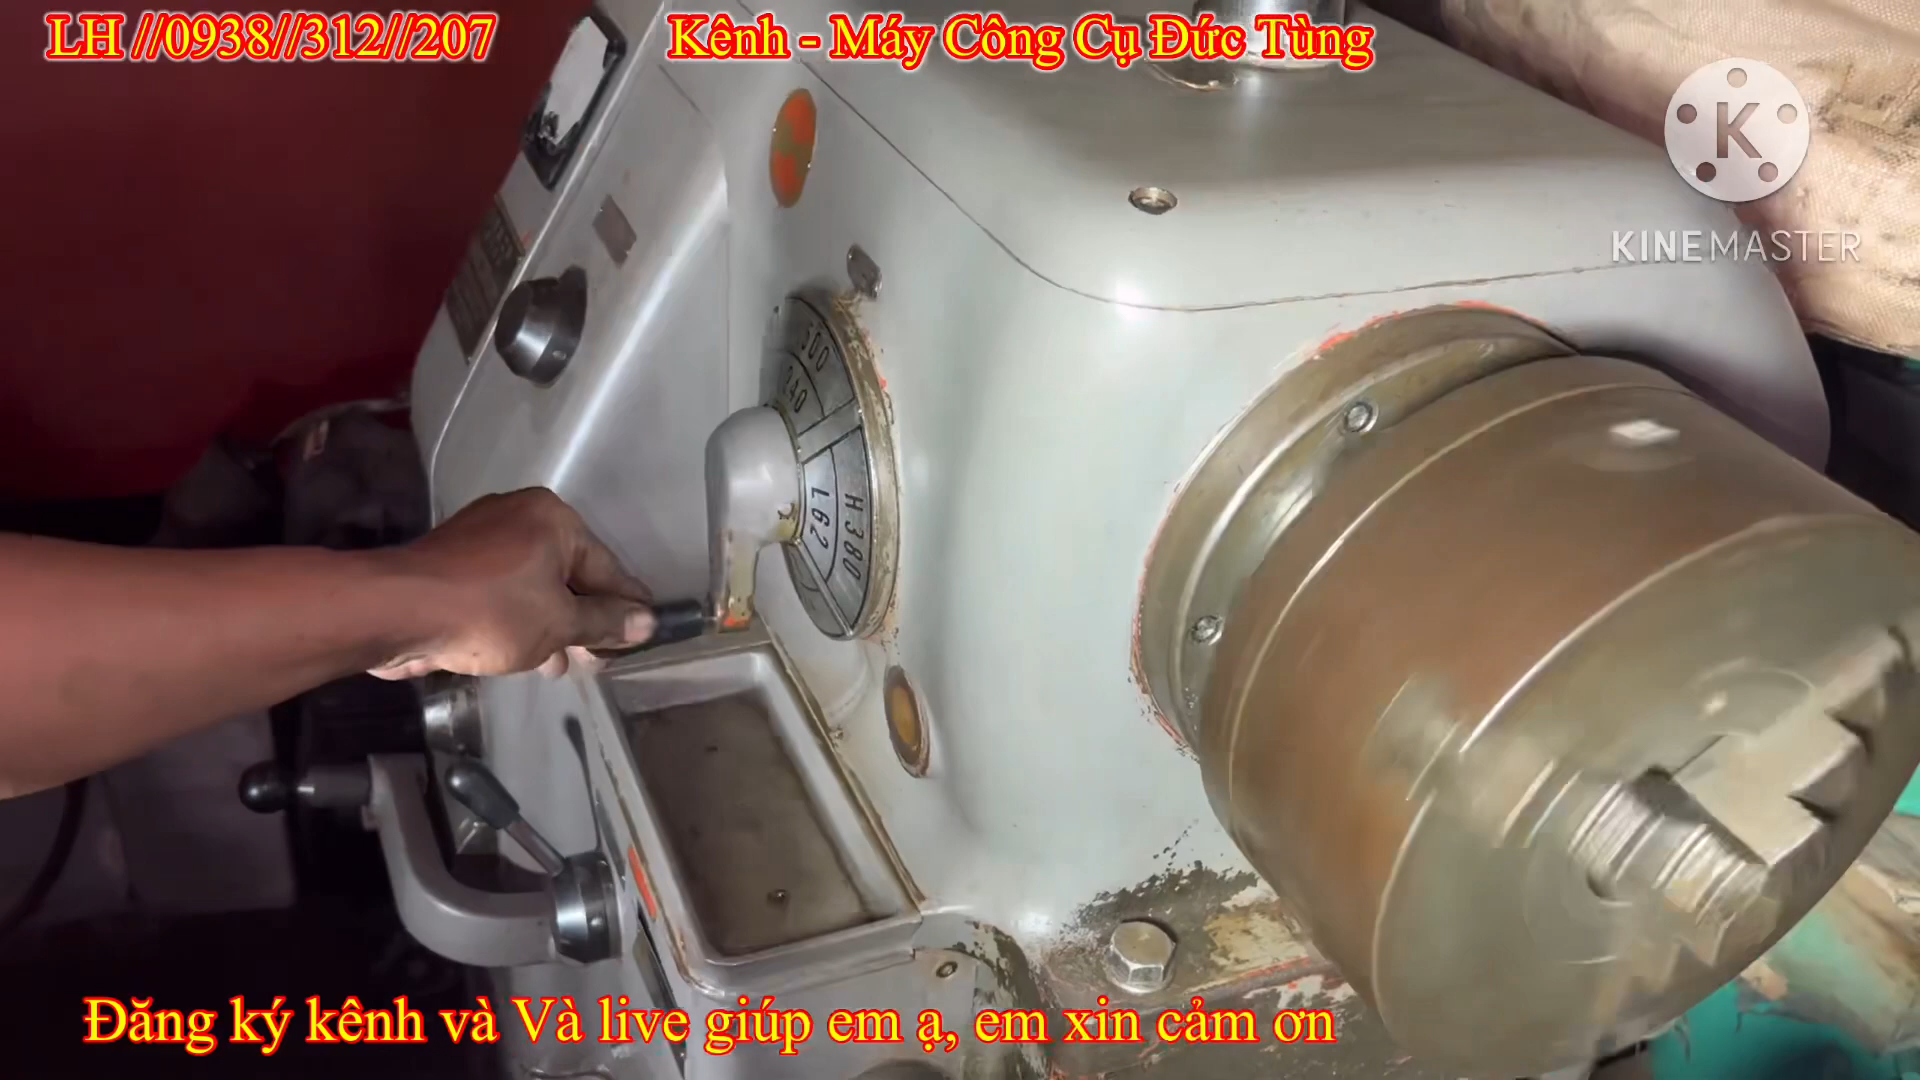 LH //0938//312//207
Kênh - Máy Công Cụ Đức Tùng
K
KINEMASTER
300
240
L62
H380
Đăng ký kênh và Và live giúp em ạ, em xin cảm ơn